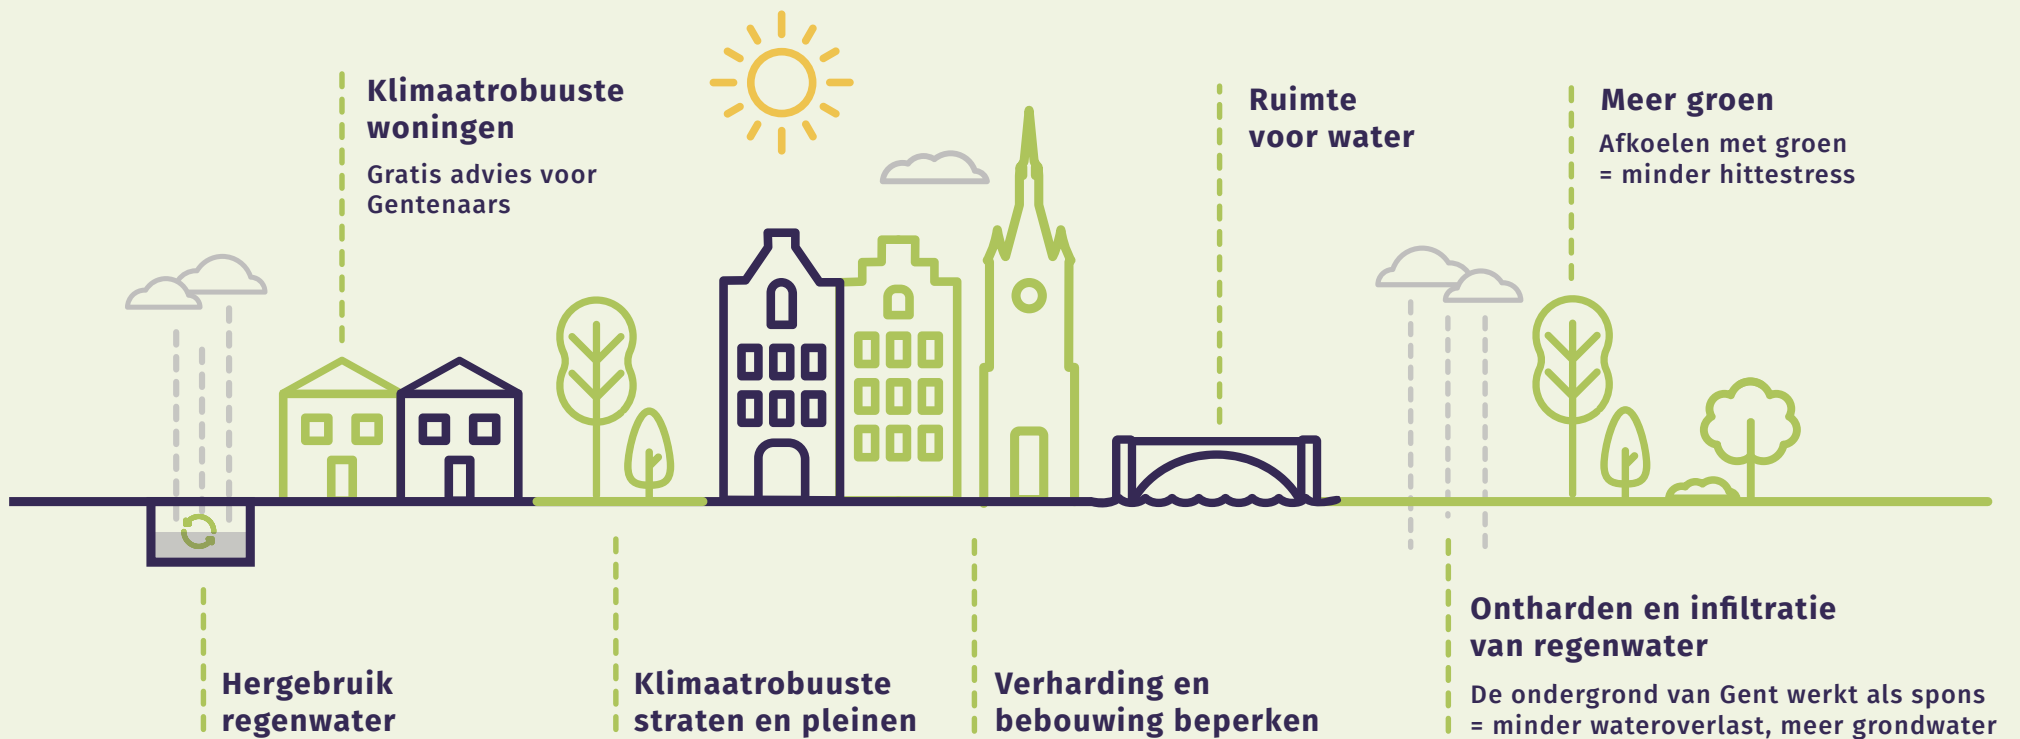 Klimaatrobuuste
woningen
Gratis advies voor
Gentenaars
Ruimte
voor water
Meer groen
Afkoelen met groen
= minder hittestress
Hergebruik
regenwater
Klimaatrobuuste
straten en pleinen
Verharding en
bebouwing beperken
Ontharden en infiltratie
van regenwater
De ondergrond van Gent werkt als spons
= minder wateroverlast, meer grondwater